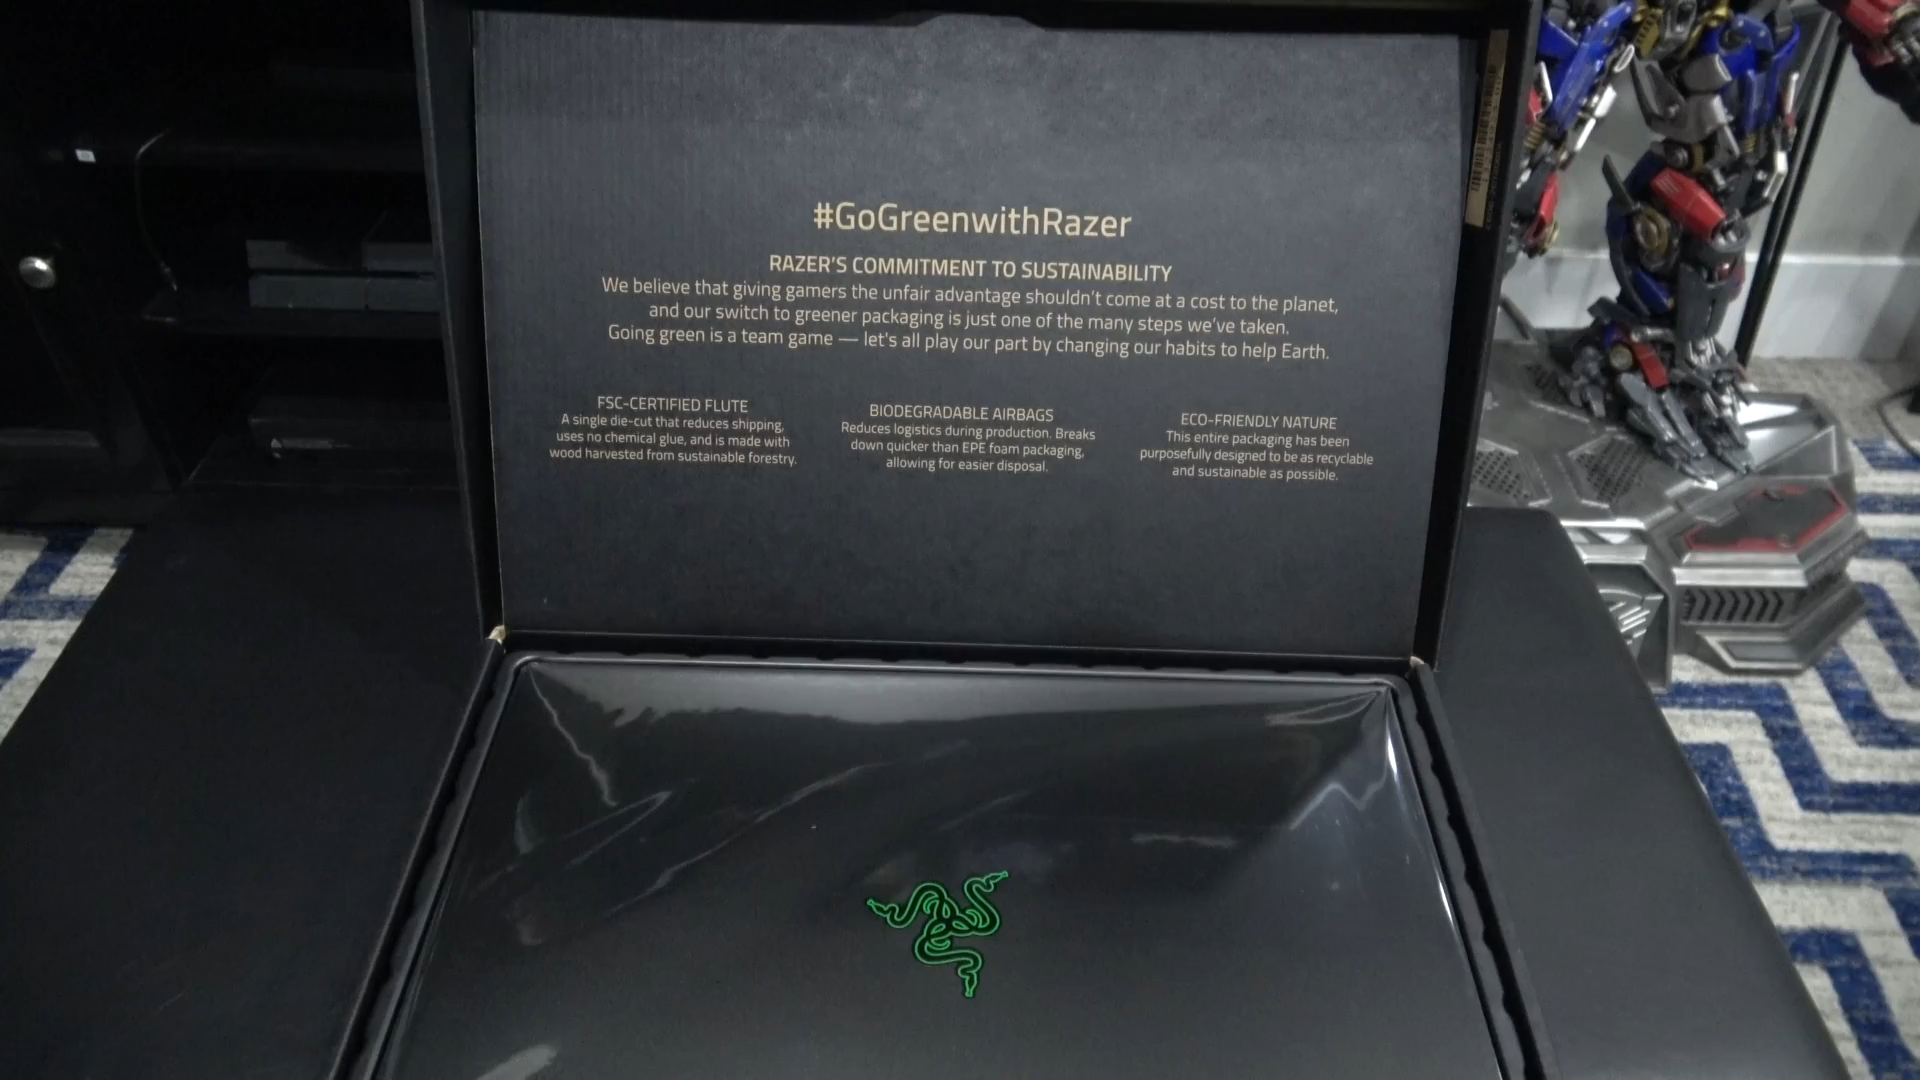 #GoGreenwithRazer
RAZER'S COMMITMENT TO SUSTAINABILITY
We believe that giving gamers the unfair advantage shouldn't come at a cost to the planet,
and our switch to greener packaging is just one of the many steps we've taken.
Going green is a team game — let's all play our part by changing our habits to help Earth.
FSC-CERTIFIED FLUTE
A single die-cut that reduces shipping,
uses no chemical glue, and is made with
wood harvested from sustainable forestry.
BIODEGRADABLE AIRBAGS
Reduces logistics during production. Breaks
down quicker than EPE foam packaging,
allowing for easier disposal.
ECO-FRIENDLY NATURE
This entire packaging has been
purposefully designed to be as recyclable
and sustainable as possible.